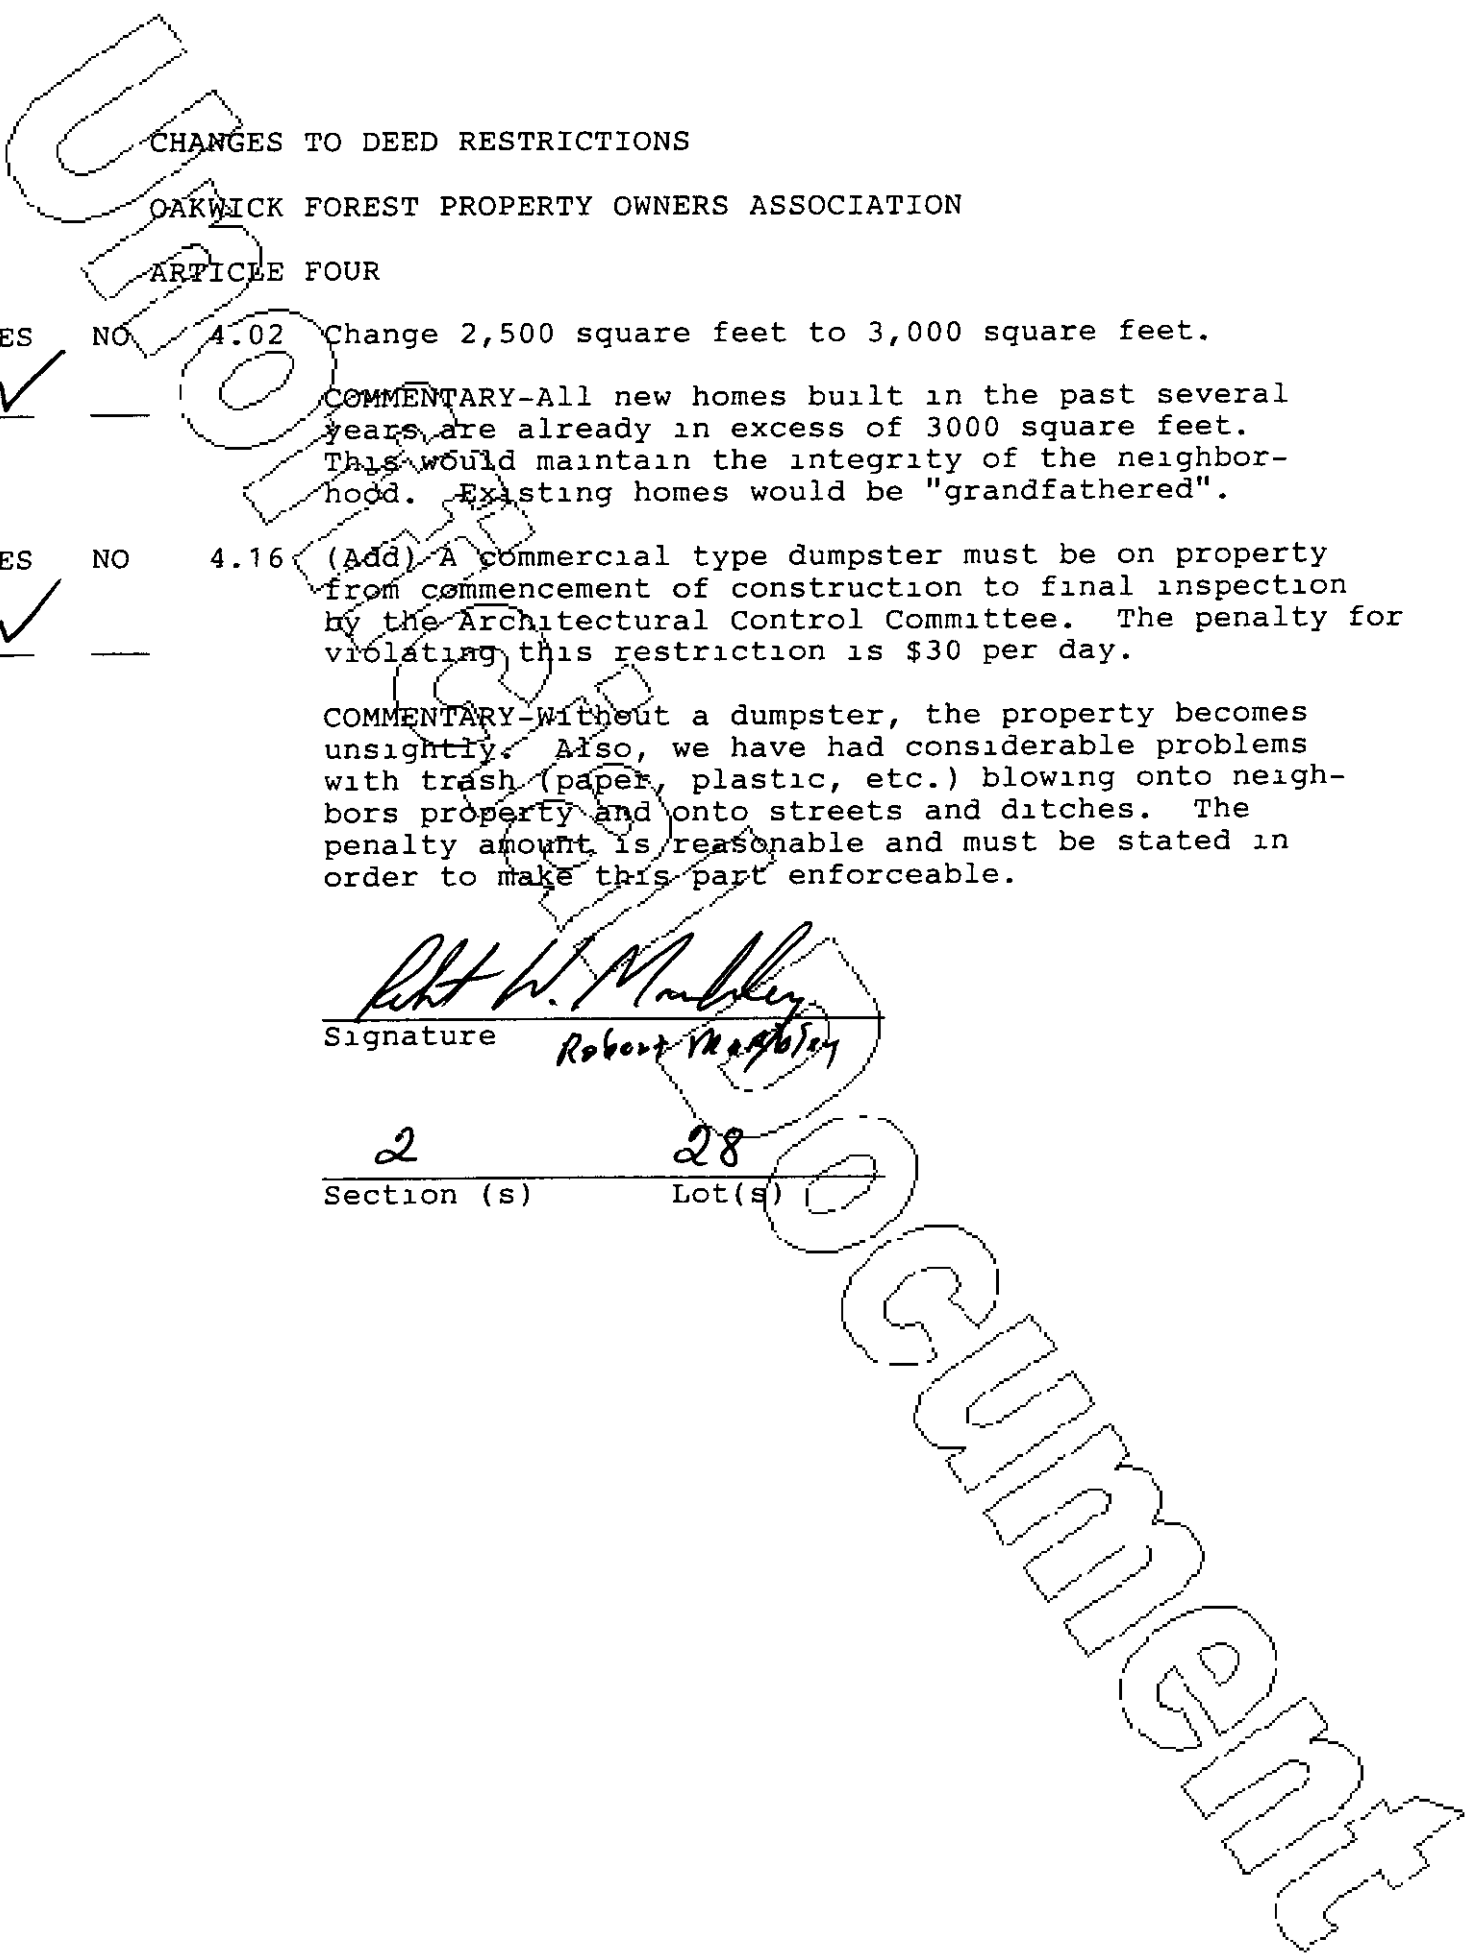 CHANGES TO DEED RESTRICTIONS
OAKWICK FOREST PROPERTY OWNERS ASSOCIATION
ARTICLE FOUR
ES NO 4.02 Change 2,500 square feet to 3,000 square feet.
✓
COMMENTARY-All new homes built in the past several
years are already in excess of 3000 square feet.
This would maintain the integrity of the neighbor-
hood. Existing homes would be "grandfathered".
ES NO 4.16 (Add) A commercial type dumpster must be on property
from commencement of construction to final inspection
by the Architectural Control Committee. The penalty for
✓ violating this restriction is $30 per day.
COMMENTARY-Without a dumpster, the property becomes
unsightly. Also, we have had considerable problems
with trash (paper, plastic, etc.) blowing onto neigh-
bors property and onto streets and ditches. The
penalty amount is reasonable and must be stated in
order to make this part enforceable.
W.
Signature
Robert
2 28
Section (s) Lot(s)
Unofficial Document